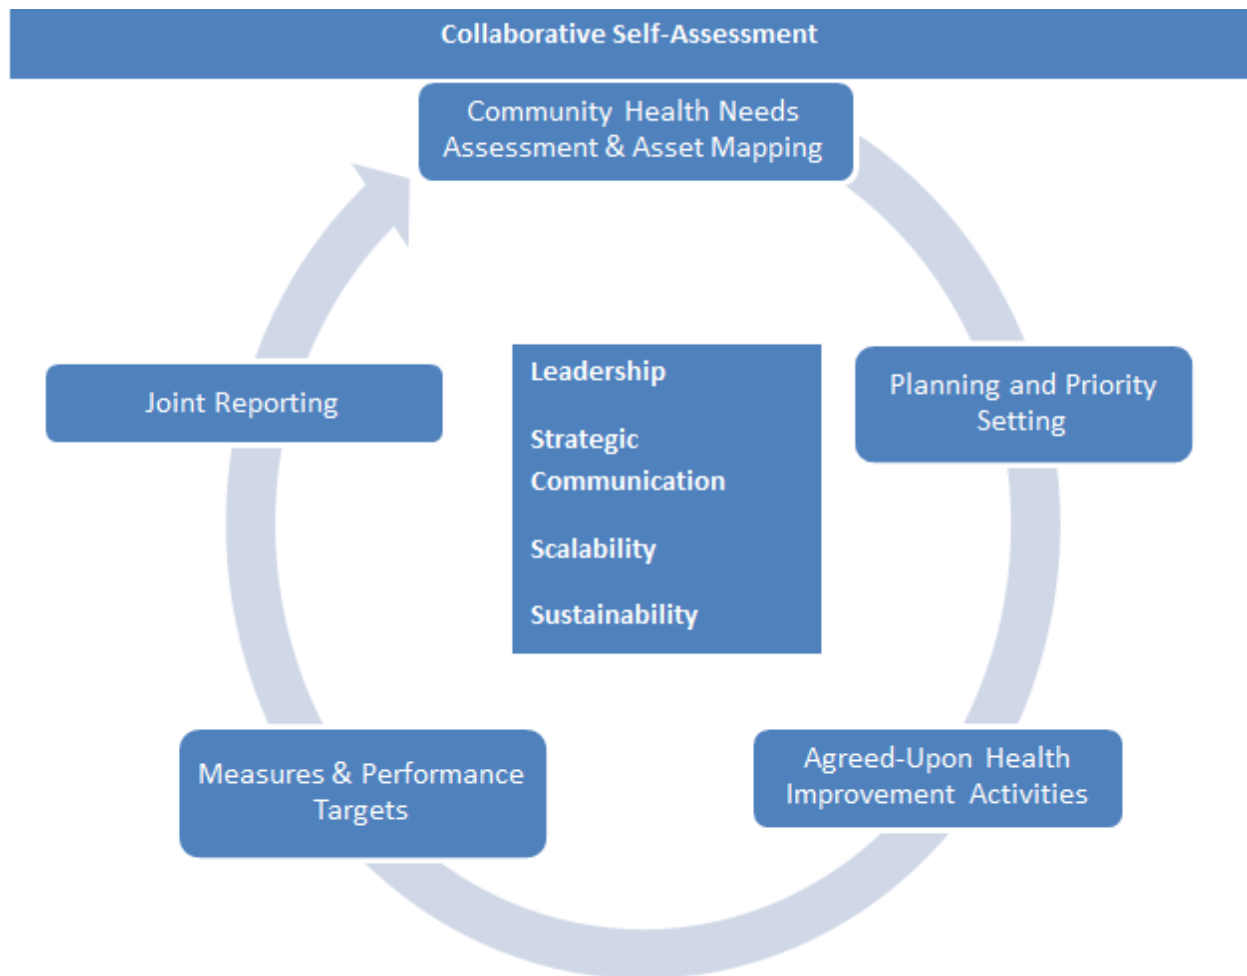 Collaborative Self-Assessment
Community Health Needs
Assessment & Asset Mapping
Planning and Priority
Setting
Agreed-Upon Health
Improvement Activities
Measures & Performance
Targets
Joint Reporting
Leadership
Strategic
Communication
Scalability
Sustainability